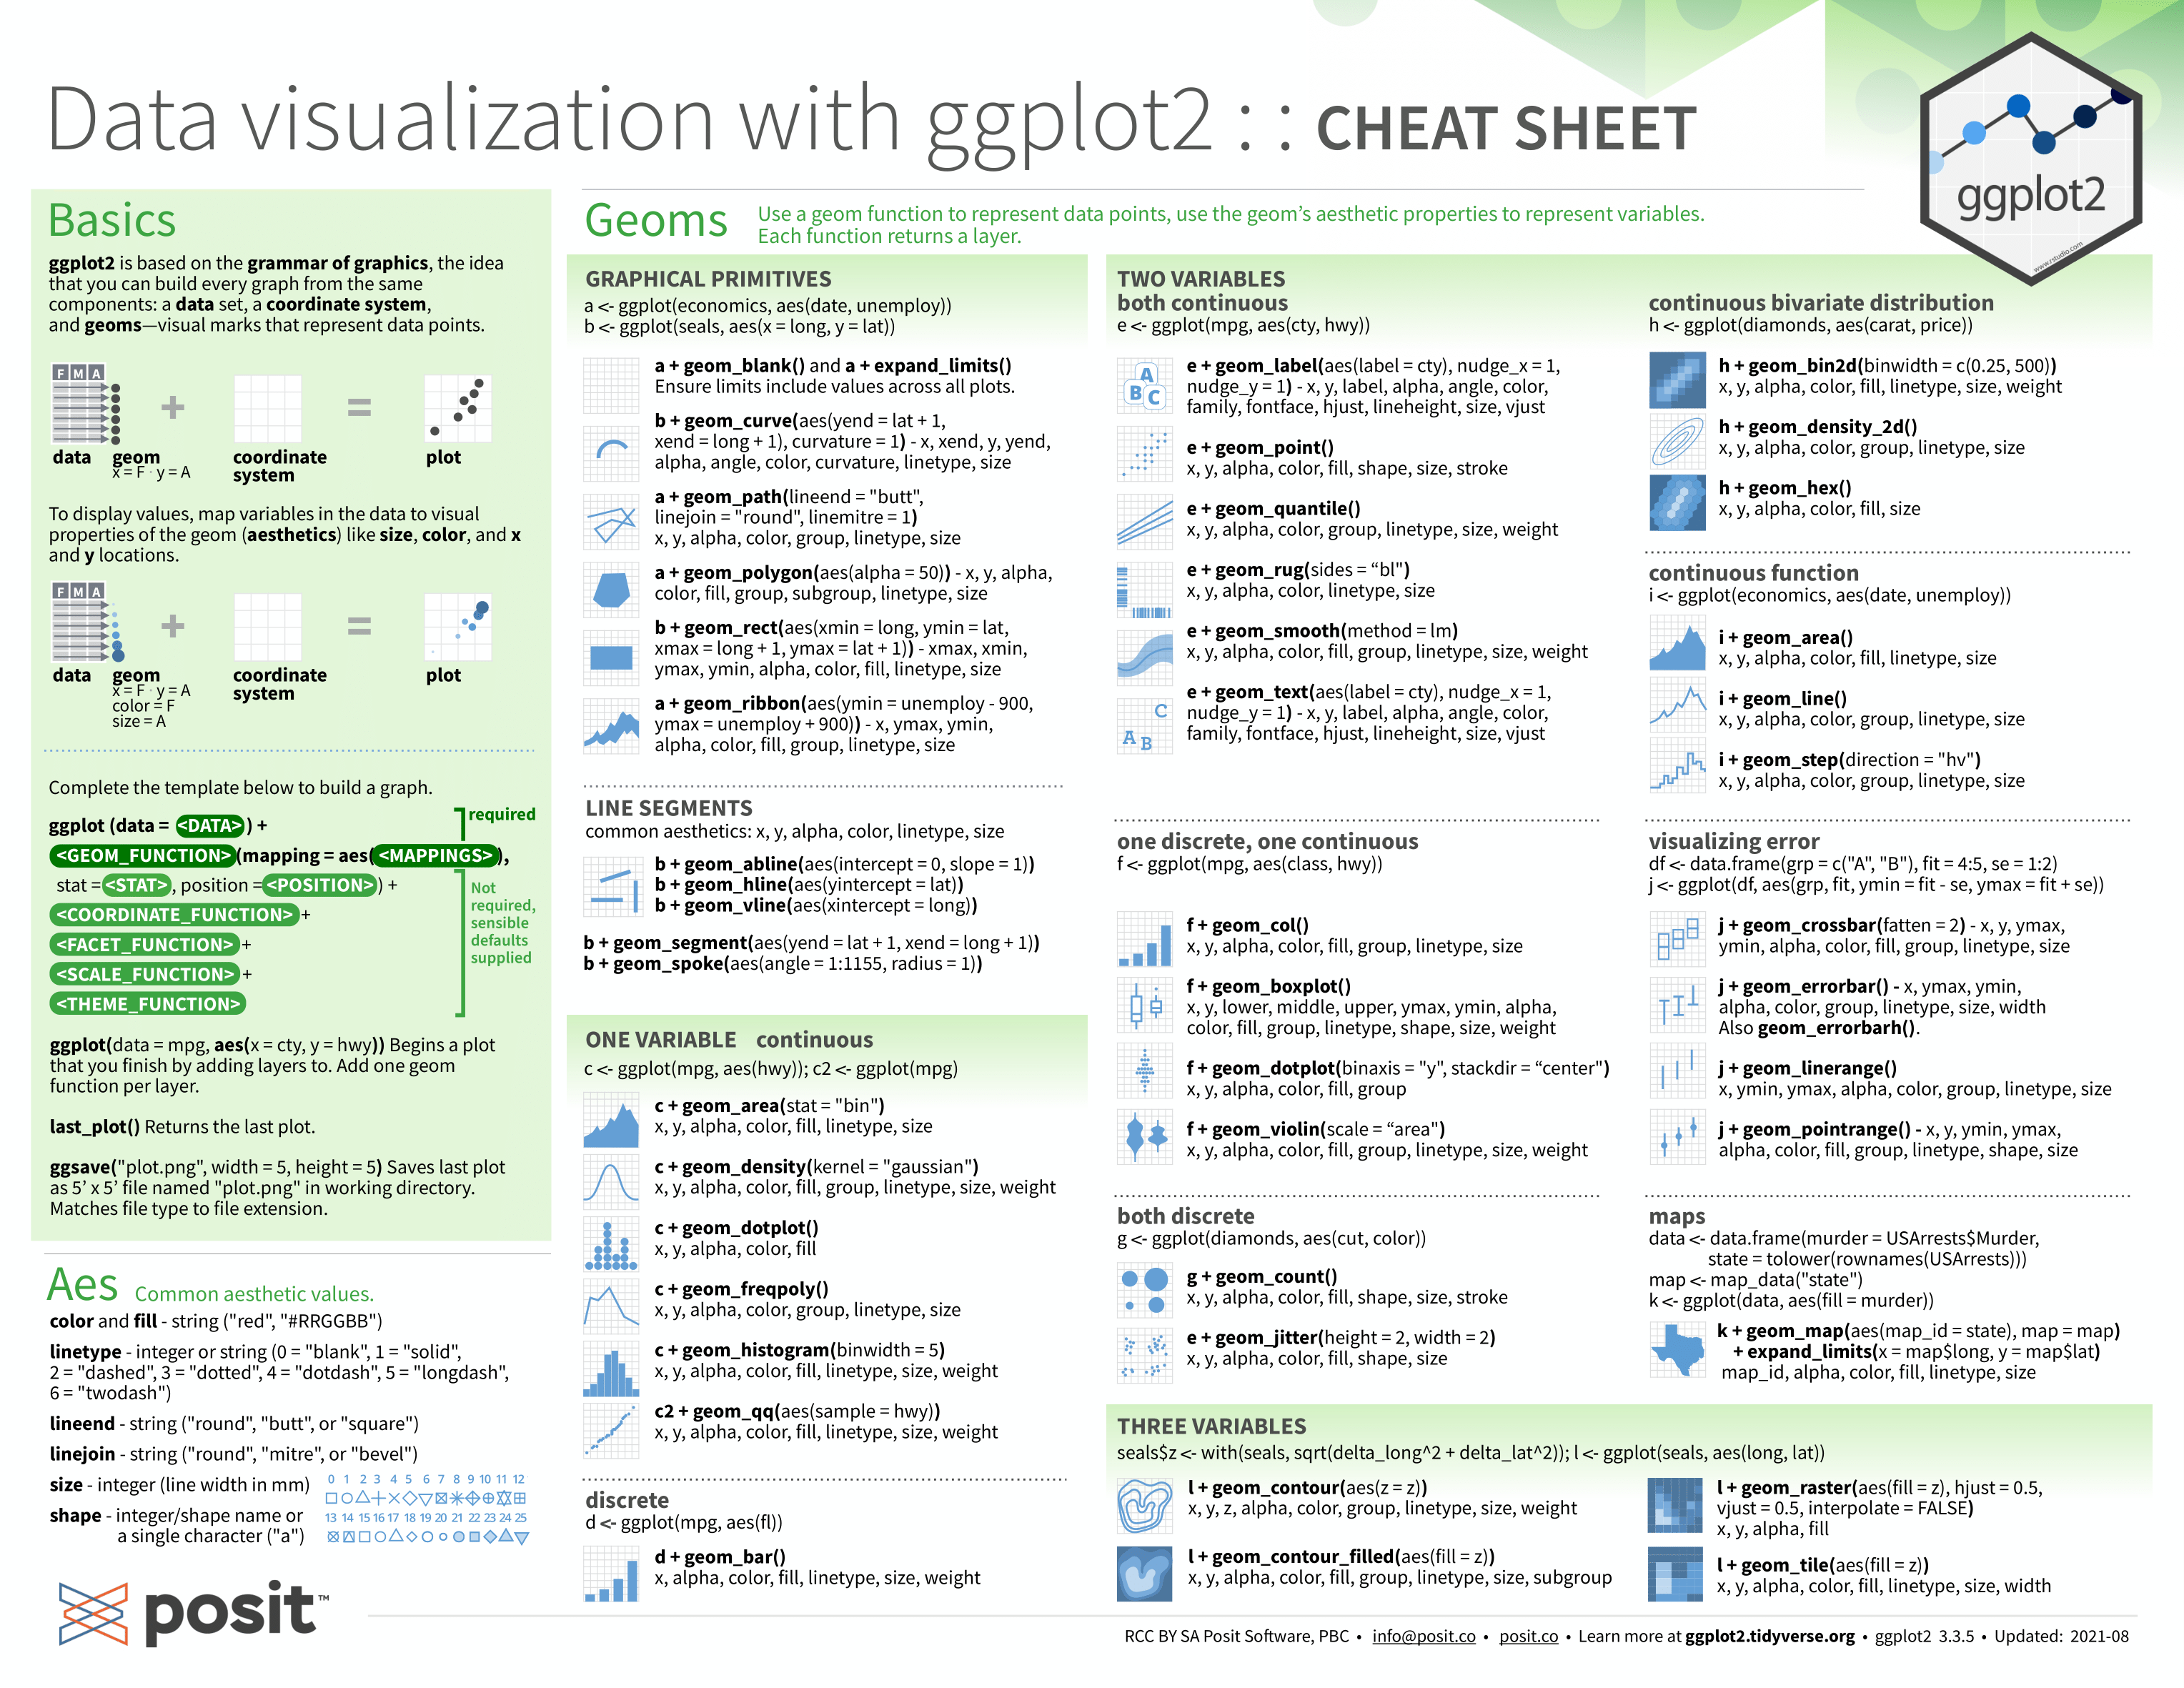 Data visualization with ggplot2 : : CHEAT SHEET
ggplot2
www.rstudio.com
Basics
ggplot2 is based on the grammar of graphics, the idea
that you can build every graph from the same
components: a data set, a coordinate system,
and geoms—visual marks that represent data points.
F M A
+
=
data geom
x = F · y = A
coordinate
system
plot
To display values, map variables in the data to visual
properties of the geom (aesthetics) like size, color, and x
and y locations.
F M A
+
=
data geom
x = F · y = A
color = F
size = A
coordinate
system
plot
Complete the template below to build a graph.
required
ggplot (data = <DATA> ) +
<GEOM_FUNCTION> (mapping = aes( <MAPPINGS> ),
stat = <STAT> , position = <POSITION> ) +
<COORDINATE_FUNCTION> +
<FACET_FUNCTION> +
<SCALE_FUNCTION> +
<THEME_FUNCTION>
Not
required,
sensible
defaults
supplied
ggplot(data = mpg, aes(x = cty, y = hwy)) Begins a plot
that you finish by adding layers to. Add one geom
function per layer.
last_plot() Returns the last plot.
ggsave("plot.png", width = 5, height = 5) Saves last plot
as 5’ x 5’ file named "plot.png" in working directory.
Matches file type to file extension.
Aes Common aesthetic values.
color and fill - string ("red", "#RRGGBB")
linetype - integer or string (0 = "blank", 1 = "solid",
2 = "dashed", 3 = "dotted", 4 = "dotdash", 5 = "longdash",
6 = "twodash")
lineend - string ("round", "butt", or "square")
linejoin - string ("round", "mitre", or "bevel")
size - integer (line width in mm)
0 1 2 3 4 5 6 7 8 9 10 11 12
shape - integer/shape name or
a single character ("a")
13 14 15 16 17 18 19 20 21 22 23 24 25
posit™
Geoms
Use a geom function to represent data points, use the geom’s aesthetic properties to represent variables.
Each function returns a layer.
GRAPHICAL PRIMITIVES
a <- ggplot(economics, aes(date, unemploy))
b <- ggplot(seals, aes(x = long, y = lat))
a + geom_blank() and a + expand_limits()
Ensure limits include values across all plots.
b + geom_curve(aes(yend = lat + 1,
xend = long + 1), curvature = 1) - x, xend, y, yend,
alpha, angle, color, curvature, linetype, size
a + geom_path(lineend = "butt",
linejoin = "round", linemitre = 1)
x, y, alpha, color, group, linetype, size
a + geom_polygon(aes(alpha = 50)) - x, y, alpha,
color, fill, group, subgroup, linetype, size
b + geom_rect(aes(xmin = long, ymin = lat,
xmax = long + 1, ymax = lat + 1)) - xmax, xmin,
ymax, ymin, alpha, color, fill, linetype, size
a + geom_ribbon(aes(ymin = unemploy - 900,
ymax = unemploy + 900)) - x, ymax, ymin,
alpha, color, fill, group, linetype, size
LINE SEGMENTS
common aesthetics: x, y, alpha, color, linetype, size
b + geom_abline(aes(intercept = 0, slope = 1))
b + geom_hline(aes(yintercept = lat))
b + geom_vline(aes(xintercept = long))
b + geom_segment(aes(yend = lat + 1, xend = long + 1))
b + geom_spoke(aes(angle = 1:1155, radius = 1))
ONE VARIABLE continuous
c <- ggplot(mpg, aes(hwy)); c2 <- ggplot(mpg)
c + geom_area(stat = "bin")
x, y, alpha, color, fill, linetype, size
c + geom_density(kernel = "gaussian")
x, y, alpha, color, fill, group, linetype, size, weight
c + geom_dotplot()
x, y, alpha, color, fill
c + geom_freqpoly()
x, y, alpha, color, group, linetype, size
c + geom_histogram(binwidth = 5)
x, y, alpha, color, fill, linetype, size, weight
c2 + geom_qq(aes(sample = hwy))
x, y, alpha, color, fill, linetype, size, weight
discrete
d <- ggplot(mpg, aes(fl))
d + geom_bar()
x, alpha, color, fill, linetype, size, weight
TWO VARIABLES
both continuous
e <- ggplot(mpg, aes(cty, hwy))
A
B C
e + geom_label(aes(label = cty), nudge_x = 1,
nudge_y = 1) - x, y, label, alpha, angle, color,
family, fontface, hjust, lineheight, size, vjust
e + geom_point()
x, y, alpha, color, fill, shape, size, stroke
e + geom_quantile()
x, y, alpha, color, group, linetype, size, weight
e + geom_rug(sides = “bl")
x, y, alpha, color, linetype, size
e + geom_smooth(method = lm)
x, y, alpha, color, fill, group, linetype, size, weight
C
A B
e + geom_text(aes(label = cty), nudge_x = 1,
nudge_y = 1) - x, y, label, alpha, angle, color,
family, fontface, hjust, lineheight, size, vjust
one discrete, one continuous
f <- ggplot(mpg, aes(class, hwy))
f + geom_col()
x, y, alpha, color, fill, group, linetype, size
f + geom_boxplot()
x, y, lower, middle, upper, ymax, ymin, alpha,
color, fill, group, linetype, shape, size, weight
f + geom_dotplot(binaxis = "y", stackdir = “center")
x, y, alpha, color, fill, group
f + geom_violin(scale = “area")
x, y, alpha, color, fill, group, linetype, size, weight
both discrete
g <- ggplot(diamonds, aes(cut, color))
g + geom_count()
x, y, alpha, color, fill, shape, size, stroke
e + geom_jitter(height = 2, width = 2)
x, y, alpha, color, fill, shape, size
continuous bivariate distribution
h <- ggplot(diamonds, aes(carat, price))
h + geom_bin2d(binwidth = c(0.25, 500))
x, y, alpha, color, fill, linetype, size, weight
h + geom_density_2d()
x, y, alpha, color, group, linetype, size
h + geom_hex()
x, y, alpha, color, fill, size
continuous function
i <- ggplot(economics, aes(date, unemploy))
i + geom_area()
x, y, alpha, color, fill, linetype, size
i + geom_line()
x, y, alpha, color, group, linetype, size
i + geom_step(direction = "hv")
x, y, alpha, color, group, linetype, size
visualizing error
df <- data.frame(grp = c("A", "B"), fit = 4:5, se = 1:2)
j <- ggplot(df, aes(grp, fit, ymin = fit - se, ymax = fit + se))
j + geom_crossbar(fatten = 2) - x, y, ymax,
ymin, alpha, color, fill, group, linetype, size
j + geom_errorbar() - x, ymax, ymin,
alpha, color, group, linetype, size, width
Also geom_errorbarh().
j + geom_linerange()
x, ymin, ymax, alpha, color, group, linetype, size
j + geom_pointrange() - x, y, ymin, ymax,
alpha, color, fill, group, linetype, shape, size
maps
data <- data.frame(murder = USArrests$Murder,
state = tolower(rownames(USArrests)))
map <- map_data("state")
k <- ggplot(data, aes(fill = murder))
k + geom_map(aes(map_id = state), map = map)
+ expand_limits(x = map$long, y = map$lat)
map_id, alpha, color, fill, linetype, size
THREE VARIABLES
seals$z <- with(seals, sqrt(delta_long^2 + delta_lat^2)); l <- ggplot(seals, aes(long, lat))
l + geom_contour(aes(z = z))
x, y, z, alpha, color, group, linetype, size, weight
l + geom_contour_filled(aes(fill = z))
x, y, alpha, color, fill, group, linetype, size, subgroup
l + geom_raster(aes(fill = z), hjust = 0.5,
vjust = 0.5, interpolate = FALSE)
x, y, alpha, fill
l + geom_tile(aes(fill = z))
x, y, alpha, color, fill, linetype, size, width
RCC BY SA Posit Software, PBC • info@posit.co • posit.co • Learn more at ggplot2.tidyverse.org • ggplot2 3.3.5 • Updated: 2021-08